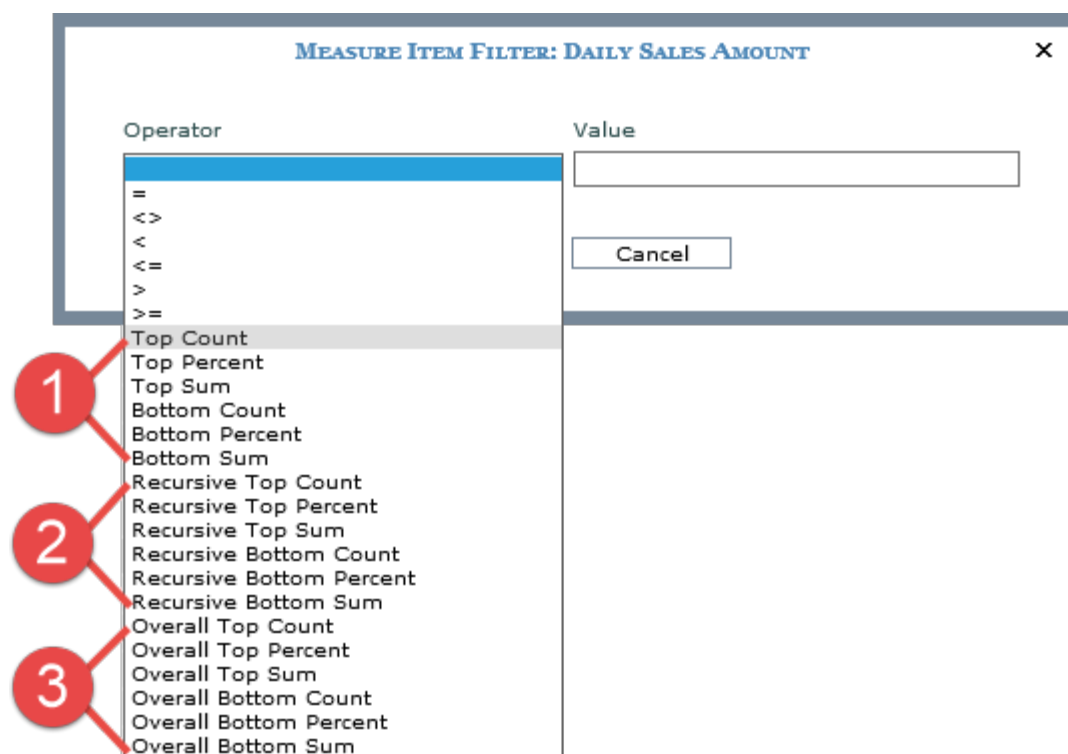 MEASURE ITEM FILTER: DAILY SALES AMOUNT ×
Operator Value
=
<>
<
<=
>
>=
Cancel
Top Count
Top Percent
Top Sum
Bottom Count
Bottom Percent
Bottom Sum
1
Recursive Top Count
Recursive Top Percent
Recursive Top Sum
Recursive Bottom Count
Recursive Bottom Percent
Recursive Bottom Sum
2
Overall Top Count
Overall Top Percent
Overall Top Sum
Overall Bottom Count
Overall Bottom Percent
Overall Bottom Sum
3